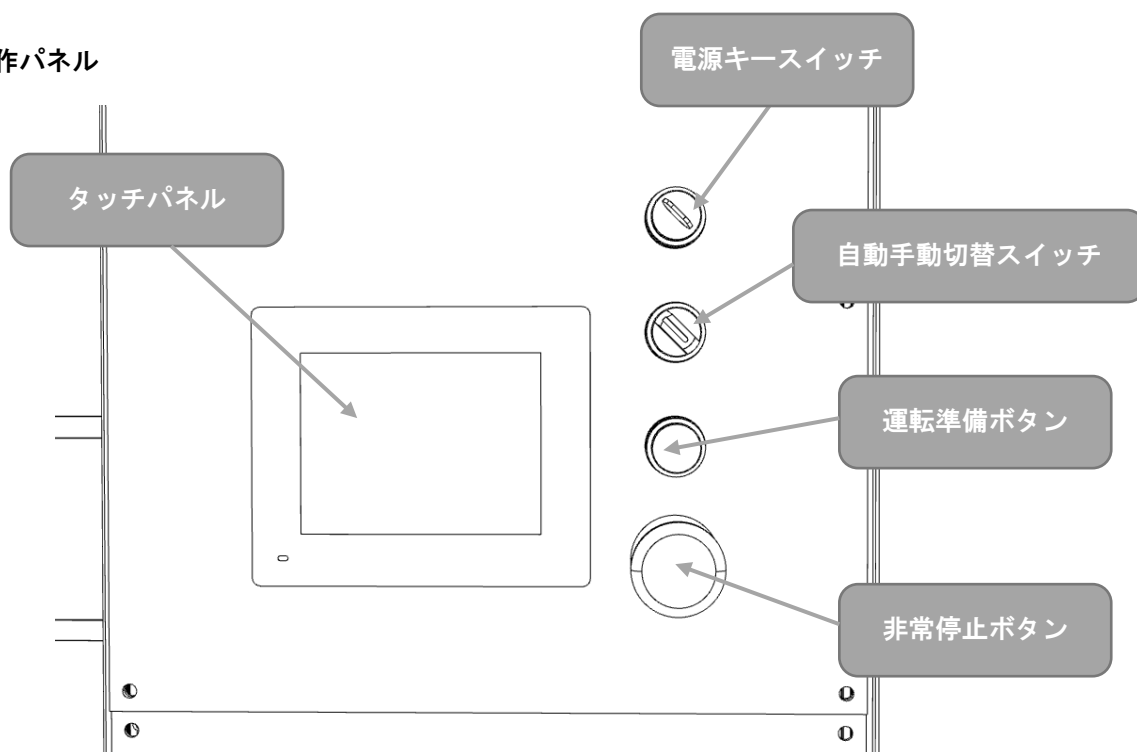 作パネル
電源キースイッチ
タッチパネル
自動手動切替スイッチ
運転準備ボタン
非常停止ボタン